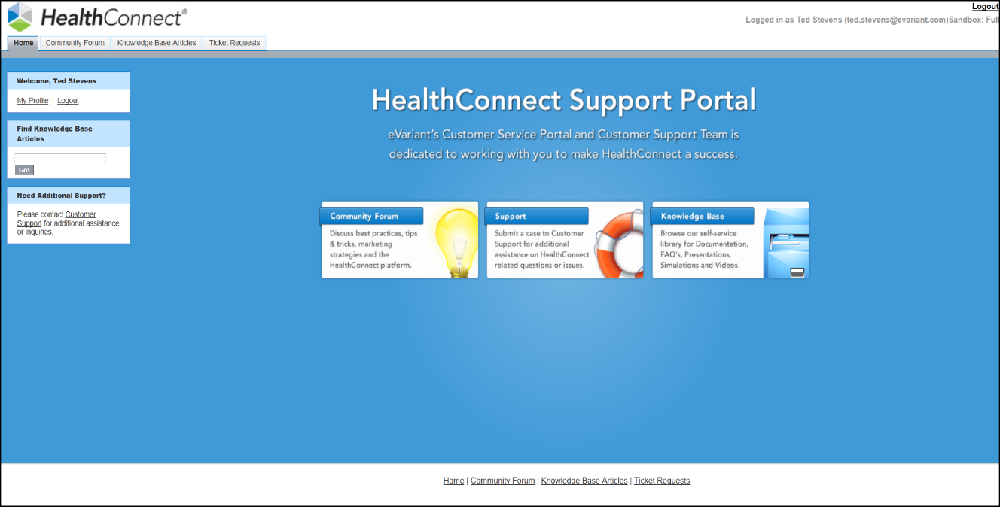 HealthConnect®
Logout
Logged in as Ted Stevens (ted.stevens@evariant.com)Sandbox: Full
Home
Community Forum
Knowledge Base Articles
Ticket Requests
Welcome, Ted Stevens
My Profile | Logout
Find Knowledge Base
Articles
Go!
Need Additional Support?
Please contact Customer
Support for additional assistance
or inquiries.
HealthConnect Support Portal
eVariant's Customer Service Portal and Customer Support Team is
dedicated to working with you to make HealthConnect a success.
Community Forum
Discuss best practices, tips
& tricks, marketing
strategies and the
HealthConnect platform.
Support
Submit a case to Customer
Support for additional
assistance on HealthConnect
related questions or issues.
Knowledge Base
Browse our self-service
library for Documentation,
FAQ's, Presentations,
Simulations and Videos.
Home | Community Forum | Knowledge Base Articles | Ticket Requests